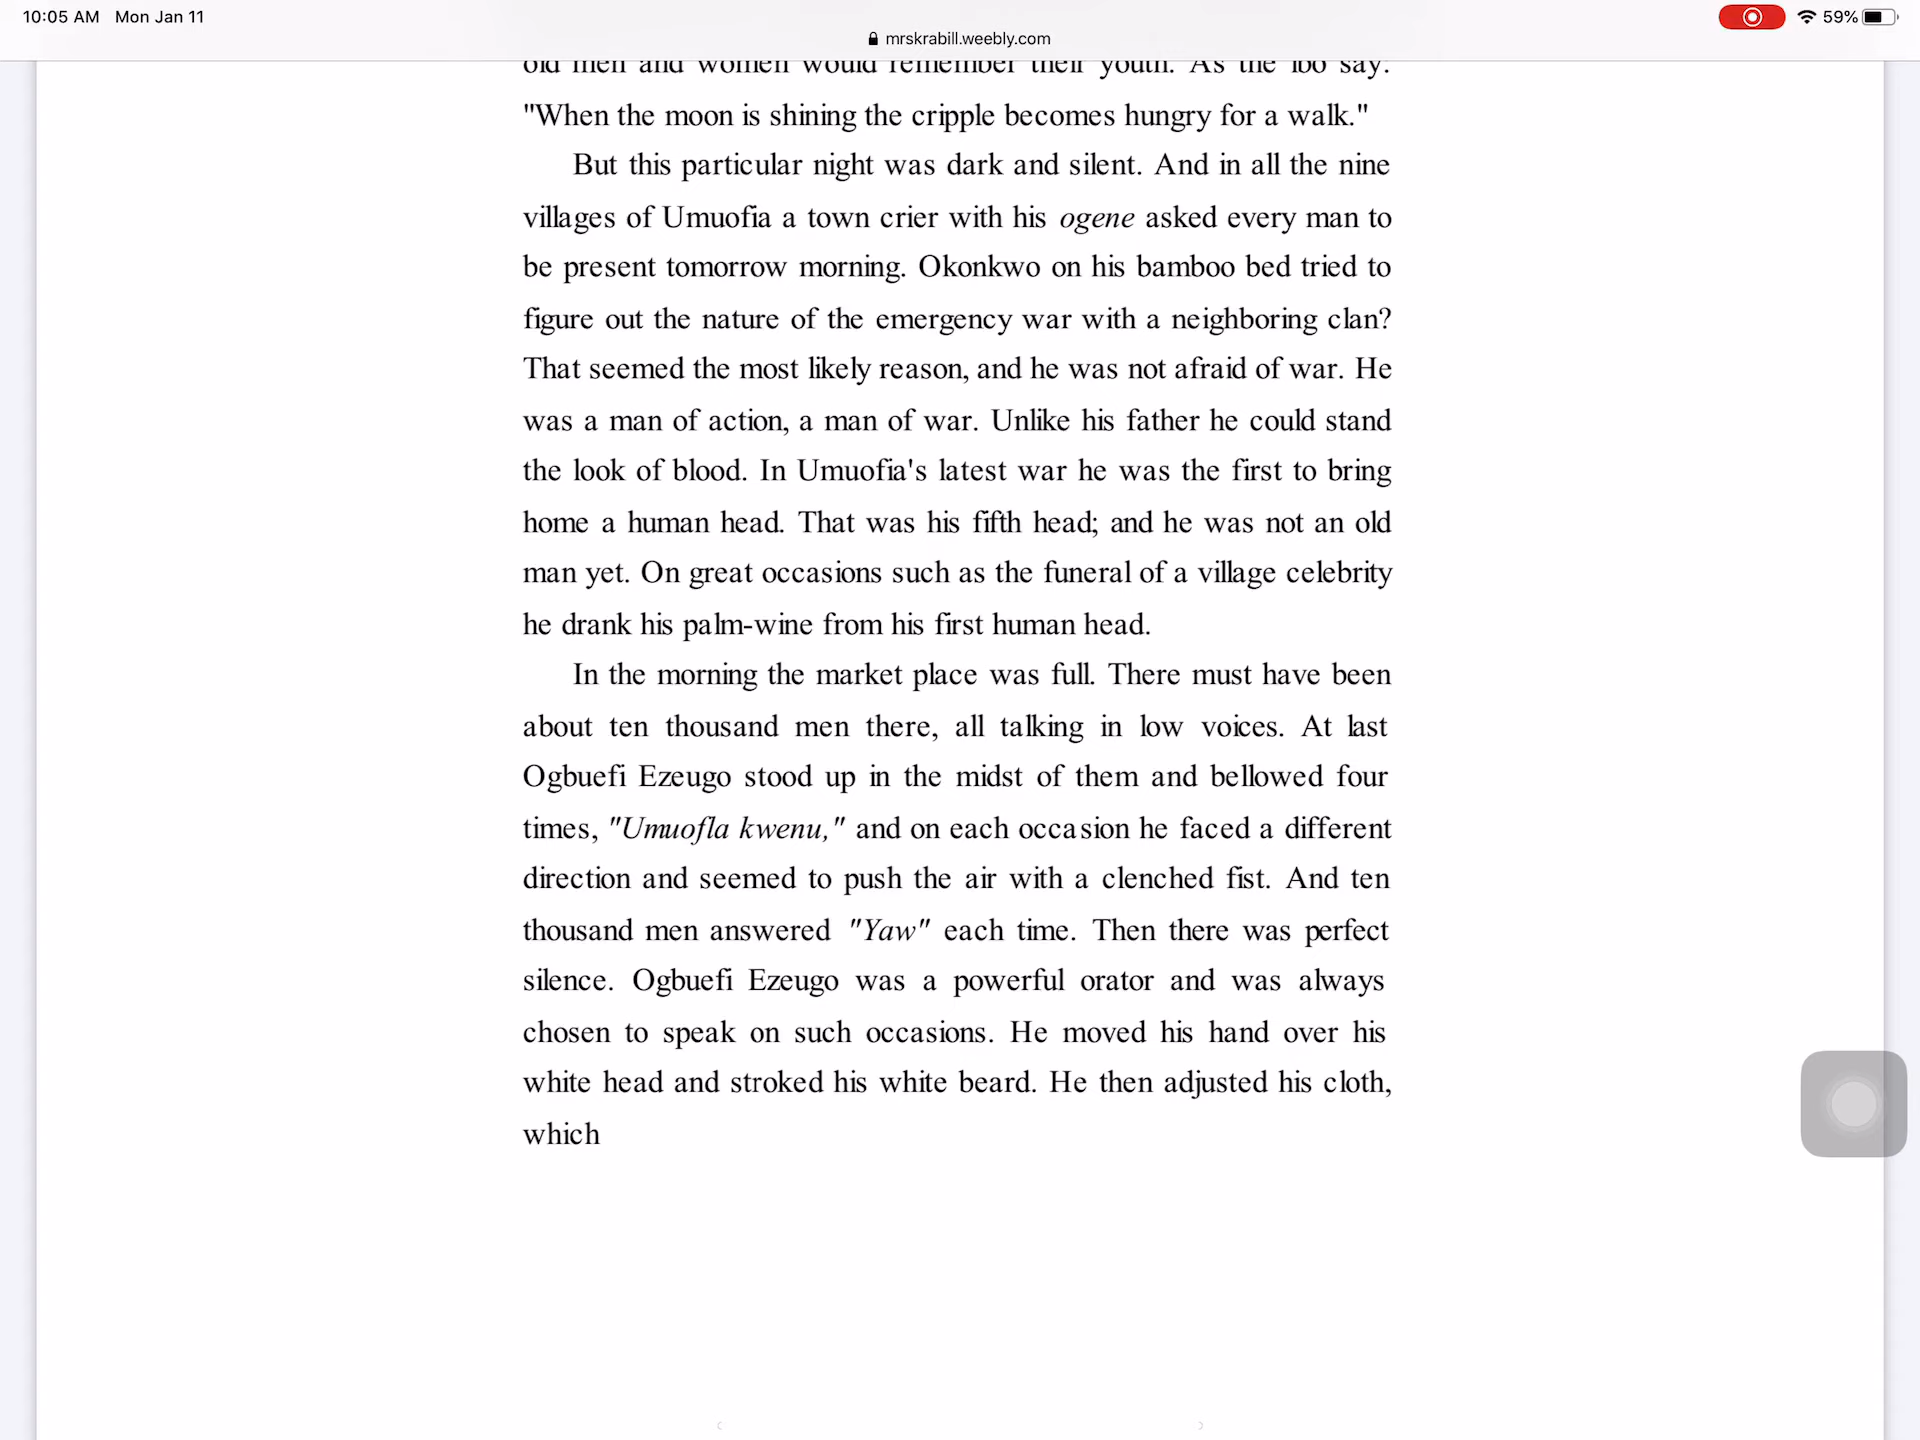 10:05 AM Mon Jan 11
59%
mrskrabill.weebly.com
old men and women would remember their youth. As the Ibo say:
"When the moon is shining the cripple becomes hungry for a walk."
But this particular night was dark and silent. And in all the nine
villages of Umuofia a town crier with his ogene asked every man to
be present tomorrow morning. Okonkwo on his bamboo bed tried to
figure out the nature of the emergency war with a neighboring clan?
That seemed the most likely reason, and he was not afraid of war. He
was a man of action, a man of war. Unlike his father he could stand
the look of blood. In Umuofia's latest war he was the first to bring
home a human head. That was his fifth head; and he was not an old
man yet. On great occasions such as the funeral of a village celebrity
he drank his palm-wine from his first human head.
In the morning the market place was full. There must have been
about ten thousand men there, all talking in low voices. At last
Ogbuefi Ezeugo stood up in the midst of them and bellowed four
times, "Umuofla kwenu," and on each occasion he faced a different
direction and seemed to push the air with a clenched fist. And ten
thousand men answered "Yaw" each time. Then there was perfect
silence. Ogbuefi Ezeugo was a powerful orator and was always
chosen to speak on such occasions. He moved his hand over his
white head and stroked his white beard. He then adjusted his cloth,
which